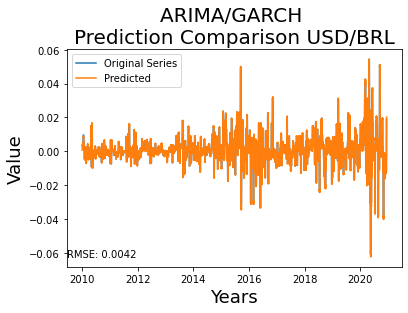 ARIMA/GARCH
Prediction Comparison USD/BRL
Original Series
Predicted
0.06
0.04
0.02
0.00
−0.02
−0.04
−0.06
Value
RMSE: 0.0042
2010 2012 2014 2016 2018 2020
Years